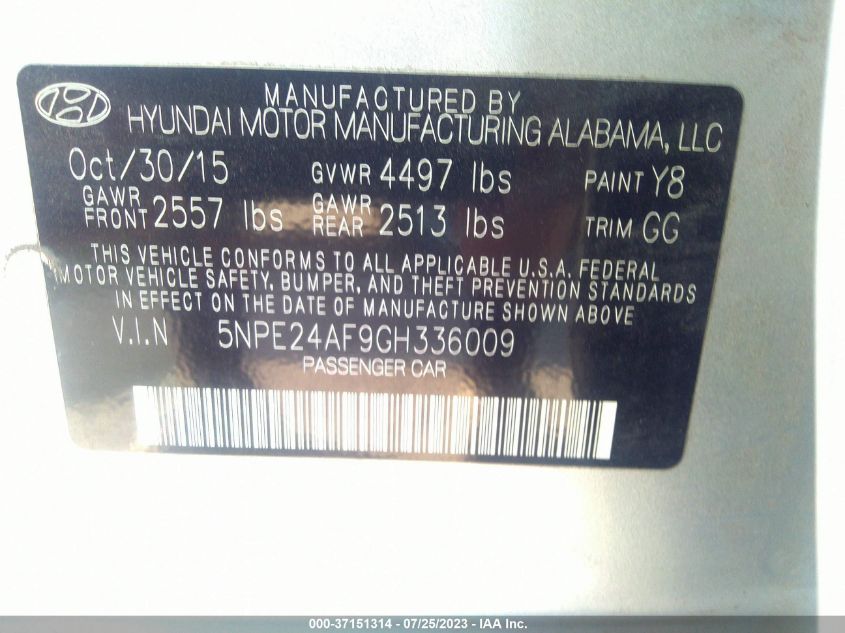 MANUFACTURED BY
HYUNDAI MOTOR MANUFACTURING ALABAMA, LLC
Oct/30/15 GVWR 4497 lbs PAINT Y8
GAWR FRONT 2557 lbs GAWR REAR 2513 lbs TRIM GG
THIS VEHICLE CONFORMS TO ALL APPLICABLE U.S.A. FEDERAL
MOTOR VEHICLE SAFETY, BUMPER, AND THEFT PREVENTION STANDARDS
IN EFFECT ON THE DATE OF MANUFACTURE SHOWN ABOVE.
V.I.N 5NPE24AF9GH336009
PASSENGER CAR
000-37151314 - 07/25/2023 - IAA Inc.